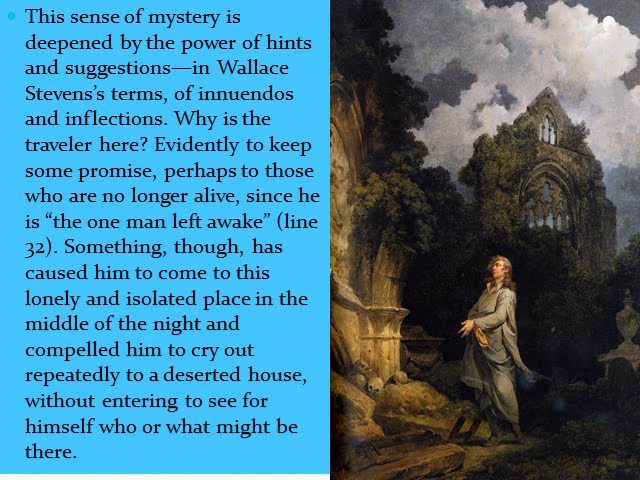 This sense of mystery is
deepened by the power of hints
and suggestions—in Wallace
Stevens’s terms, of innuendos
and inflections. Why is the
traveler here? Evidently to keep
some promise, perhaps to those
who are no longer alive, since he
is “the one man left awake” (line
32). Something, though, has
caused him to come to this
lonely and isolated place in the
middle of the night and
compelled him to cry out
repeatedly to a deserted house,
without entering to see for
himself who or what might be
there.